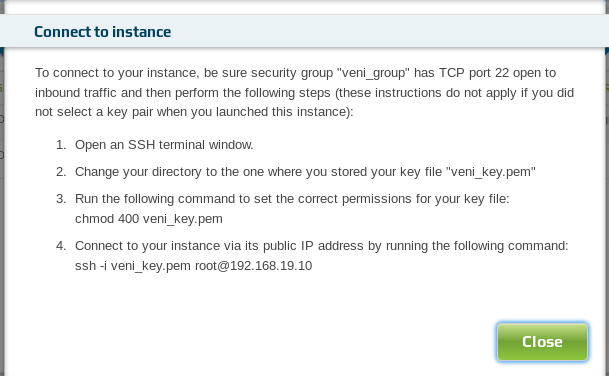 Connect to instance
To connect to your instance, be sure security group "veni_group" has TCP port 22 open to
inbound traffic and then perform the following steps (these instructions do not apply if you did
not select a key pair when you launched this instance):
1. Open an SSH terminal window.
2. Change your directory to the one where you stored your key file "veni_key.pem"
3. Run the following command to set the correct permissions for your key file:
chmod 400 veni_key.pem
4. Connect to your instance via its public IP address by running the following command:
ssh -i veni_key.pem root@192.168.19.10
Close